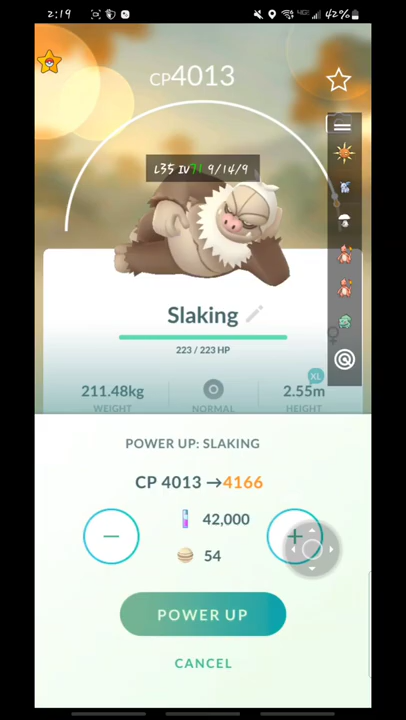 2:19
42%
CP4013
L35 IV71 9/14/9
Slaking
223 / 223 HP
XL
211.48kg
2.55m
WEIGHT
NORMAL
HEIGHT
POWER UP: SLAKING
CP 4013 →4166
42,000
54
POWER UP
CANCEL